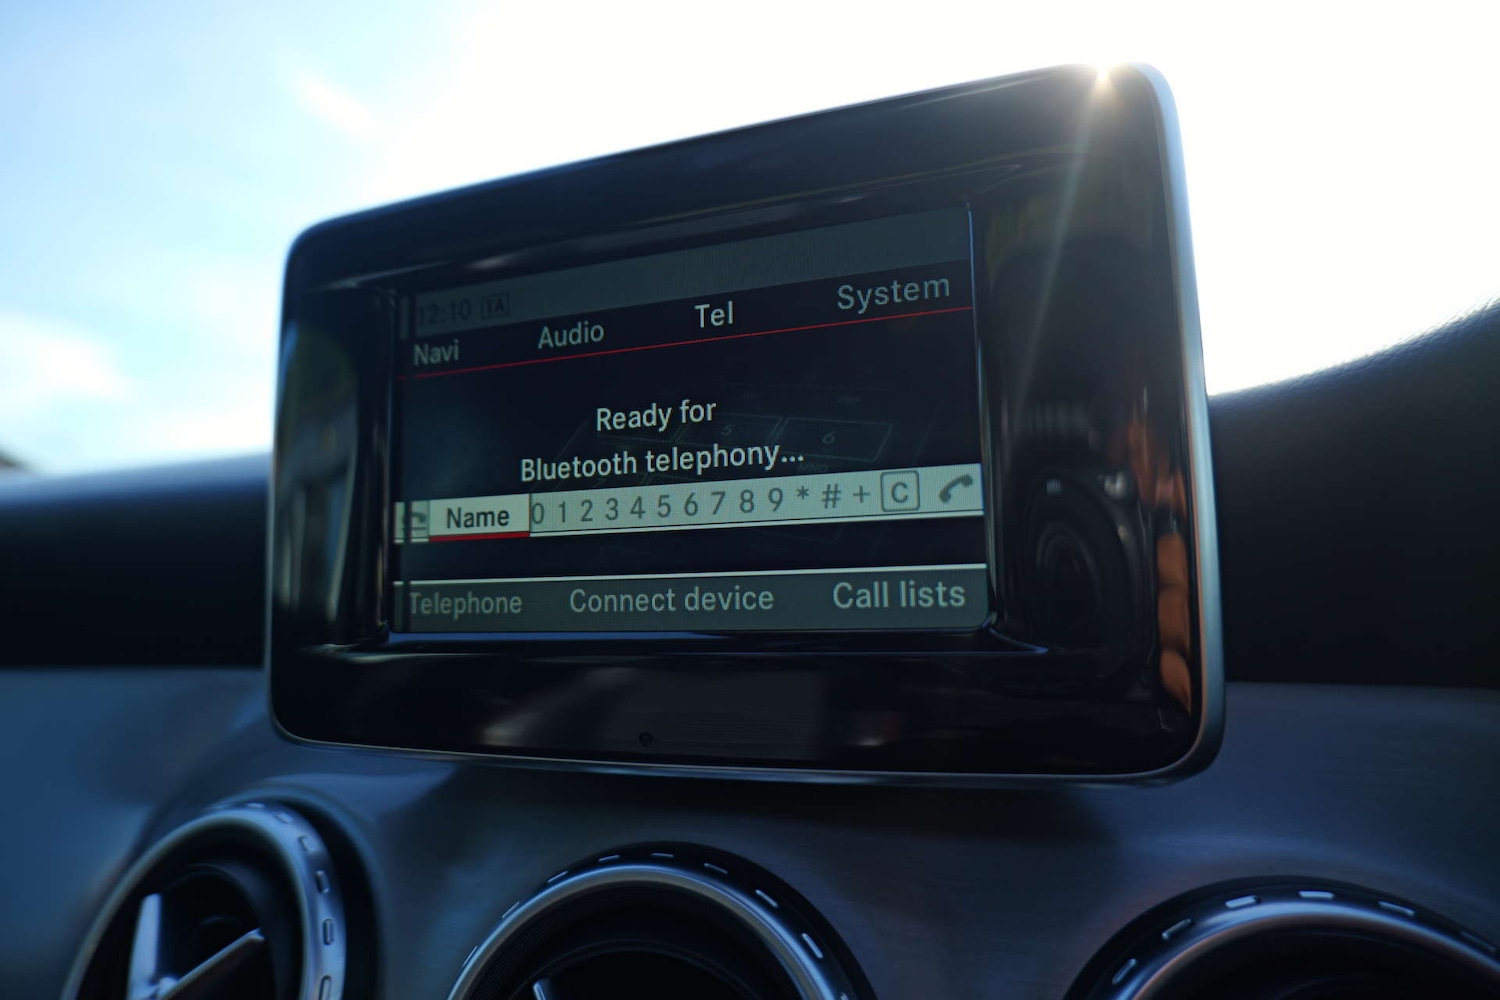 12:10 TA
Navi Audio Tel System
Ready for
Bluetooth telephony...
Name 0 1 2 3 4 5 6 7 8 9 * # + C
Telephone Connect device Call lists